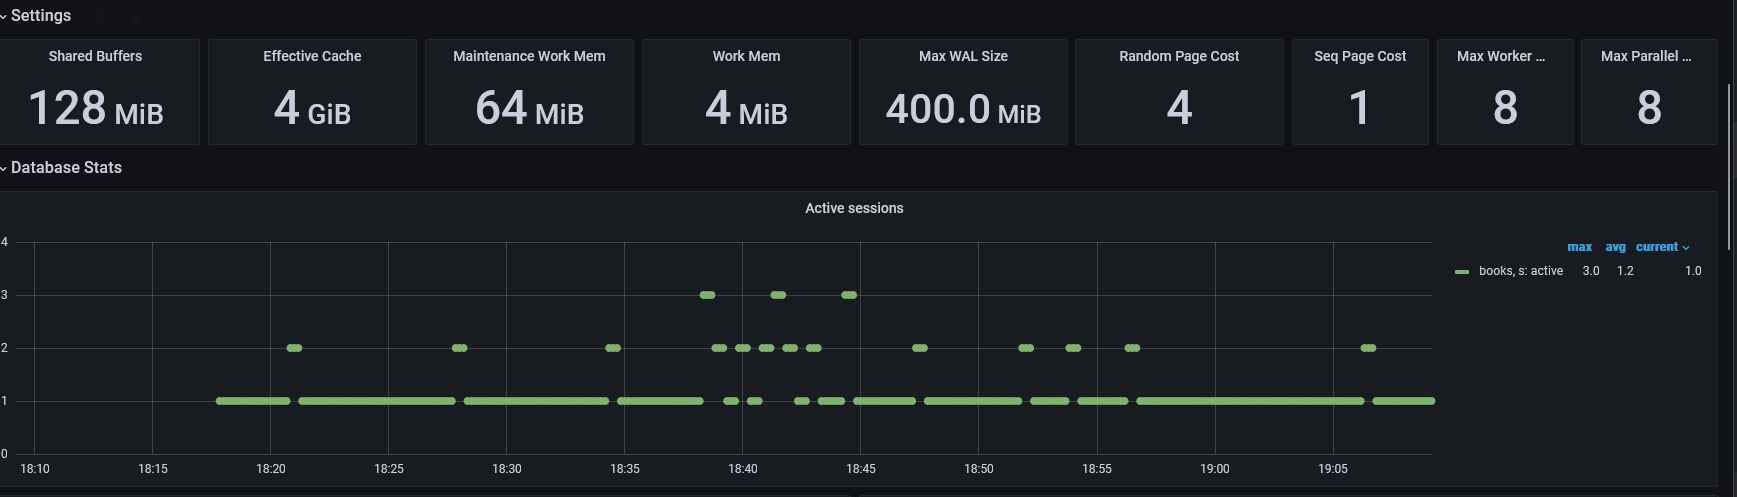 Settings
Shared Buffers
128 MiB
Effective Cache
4 GiB
Maintenance Work Mem
64 MiB
Work Mem
4 MiB
Max WAL Size
400.0 MiB
Random Page Cost
4
Seq Page Cost
1
Max Worker ...
8
Max Parallel ...
8
Database Stats
Active sessions
4
3
2
1
0
18:10 18:15 18:20 18:25 18:30 18:35 18:40 18:45 18:50 18:55 19:00 19:05
max avg current
books, s: active 3.0 1.2 1.0